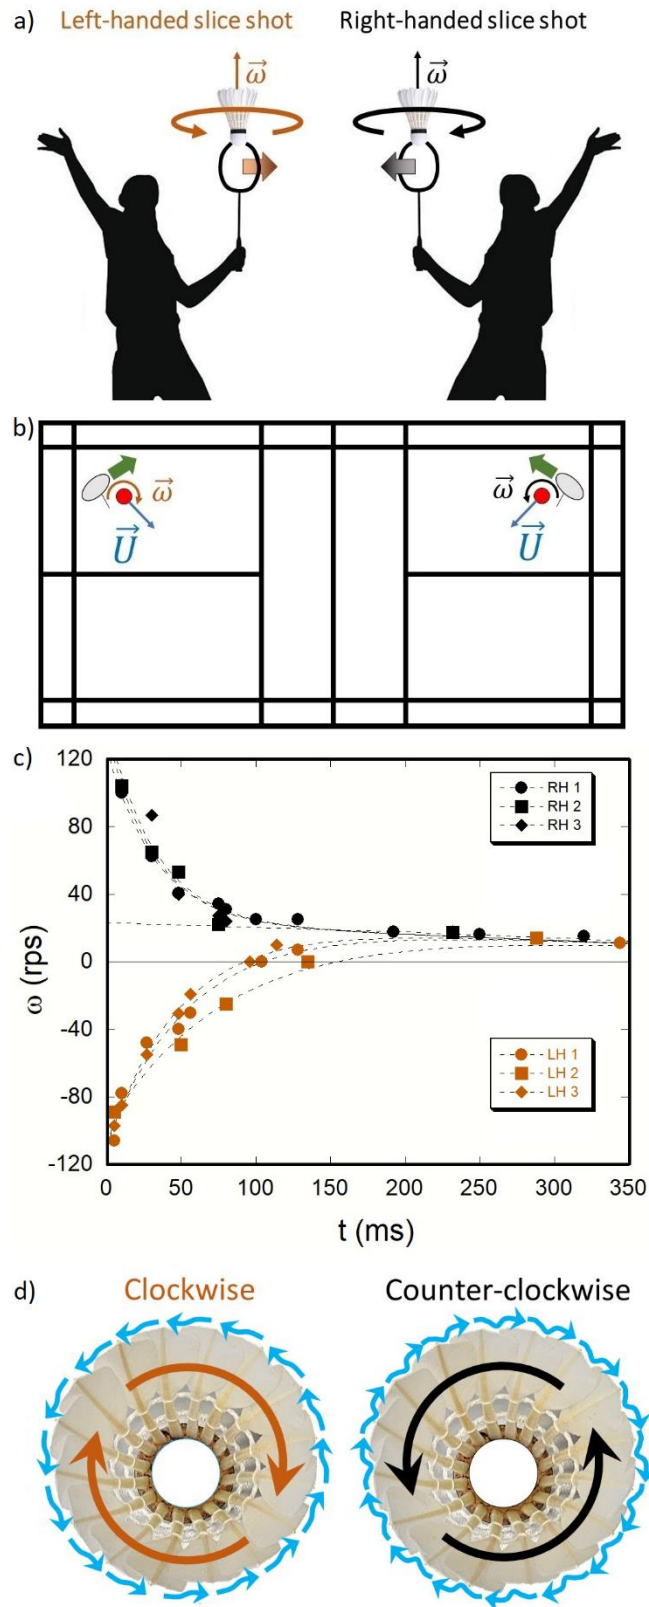 a) Left-handed slice shot Right-handed slice shot
ω ω
b)
ω ω
U U
c)
120
80
40
0
-40
-80
-120
ω (rps)
RH 1
RH 2
RH 3
LH 1
LH 2
LH 3
0 50 100 150 200 250 300 350
t (ms)
d) Clockwise Counter-clockwise